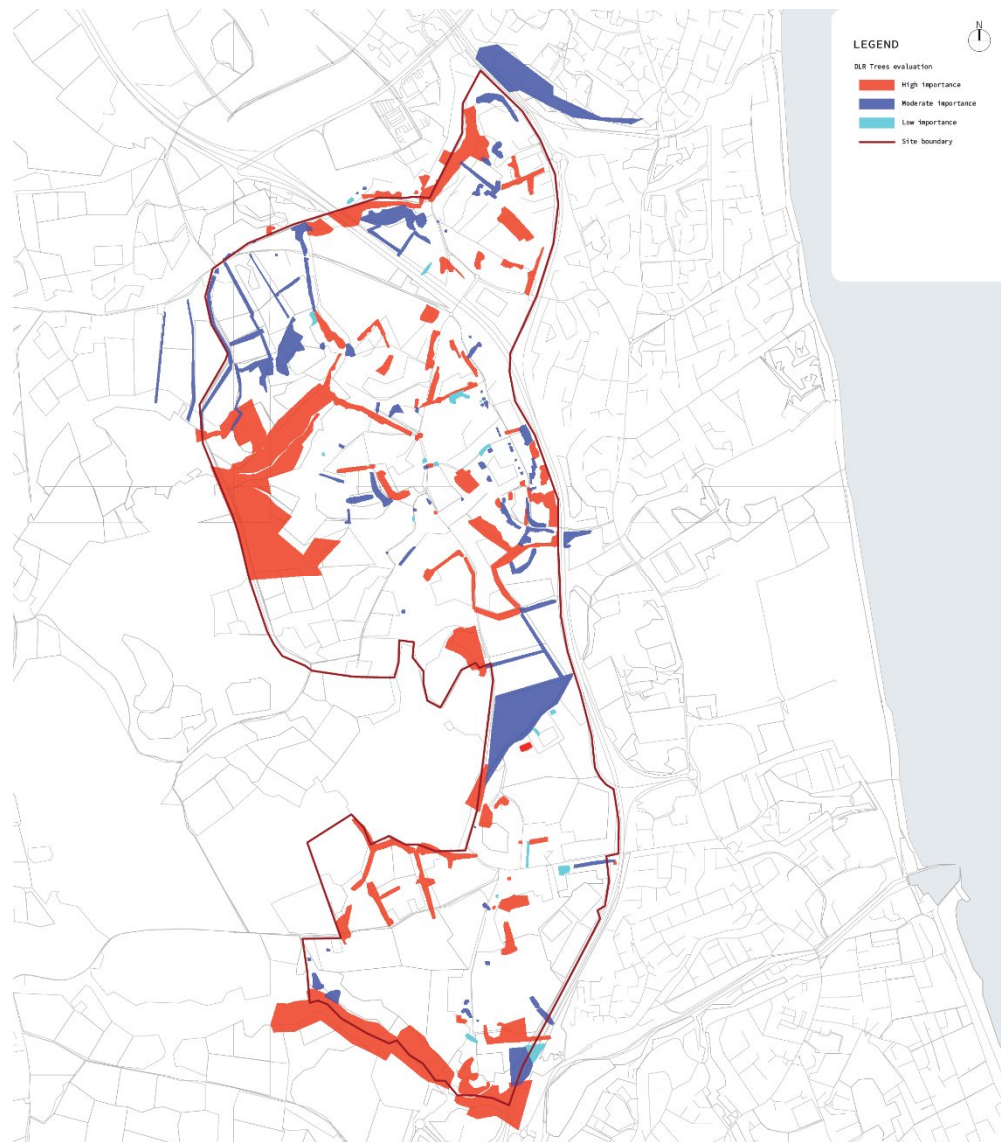 N
LEGEND
DLR Trees evaluation
High importance
Moderate importance
Low importance
Site boundary